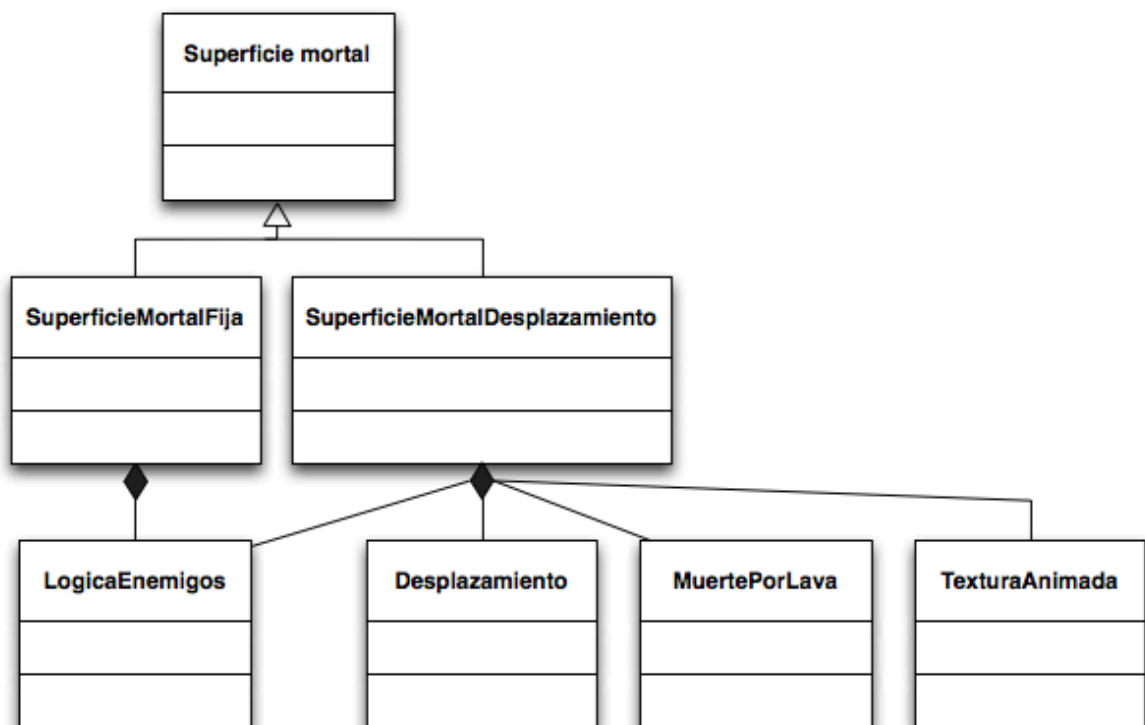 Superficie mortal
SuperficieMortalFija
SuperficieMortalDesplazamiento
LogicaEnemigos
Desplazamiento
MuertePorLava
TexturaAnimada